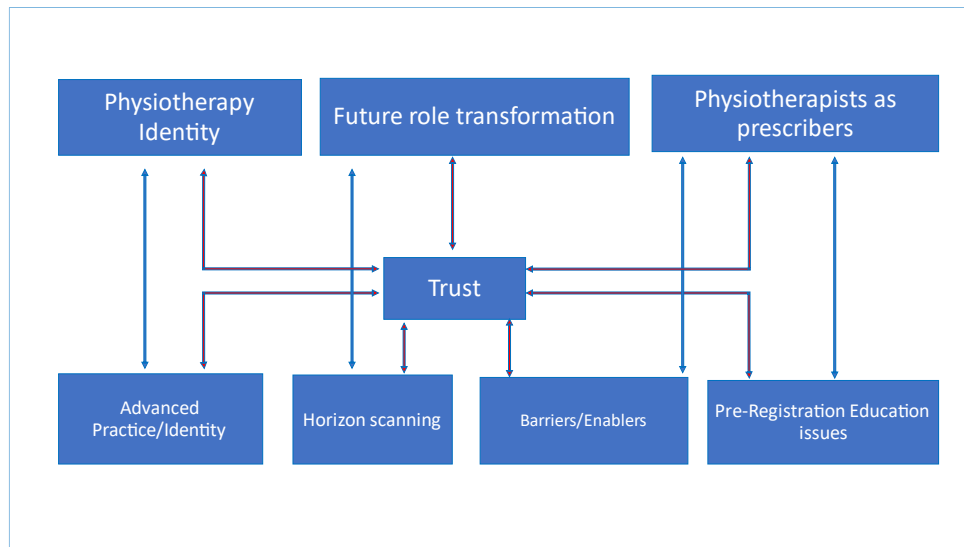 Physiotherapy
Identity
Future role transformation
Physiotherapists as
prescribers
Trust
Advanced
Practice/Identity
Horizon scanning
Barriers/Enablers
Pre-Registration Education
issues